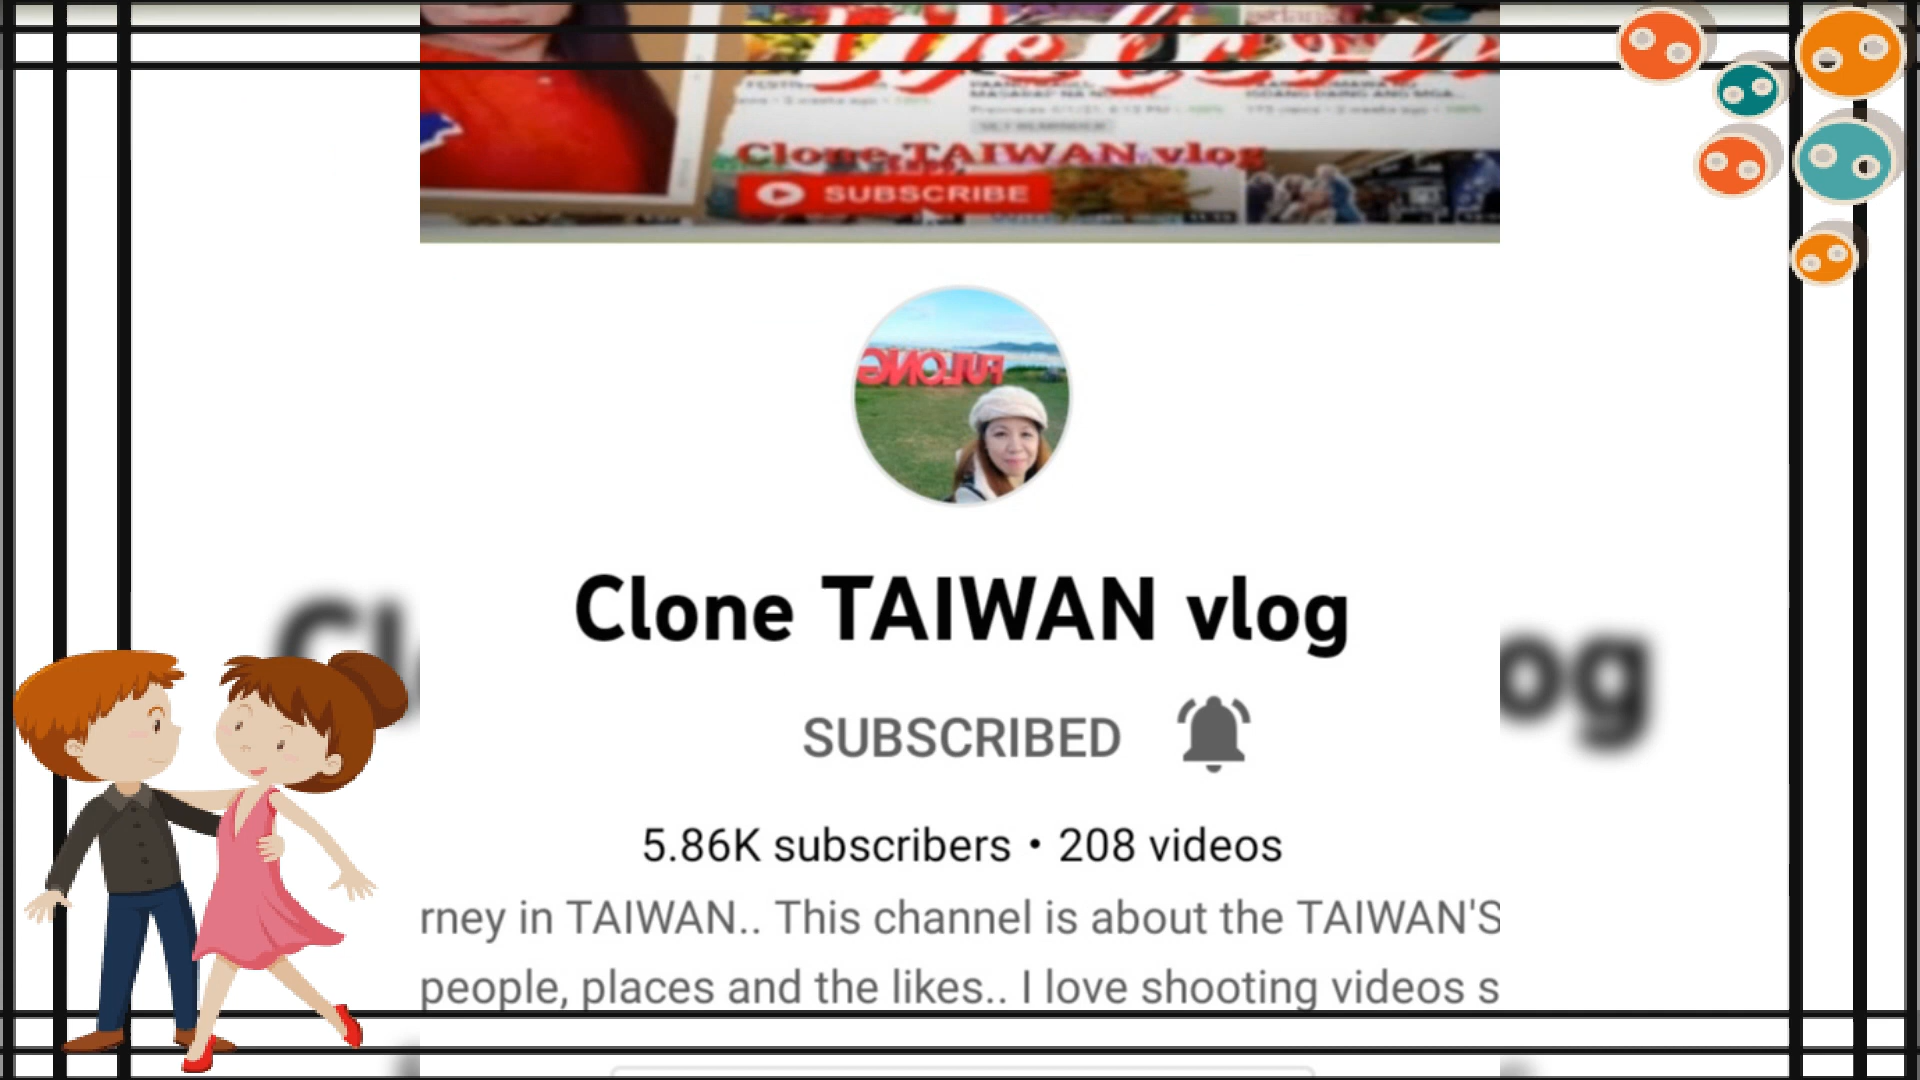 Welcom
Clone TAIWAN vlog
SUBSCRIBE
FULONG
Clone TAIWAN vlog
SUBSCRIBED
5.86K subscribers • 208 videos
rney in TAIWAN.. This channel is about the TAIWAN'S
people, places and the likes.. I love shooting videos s